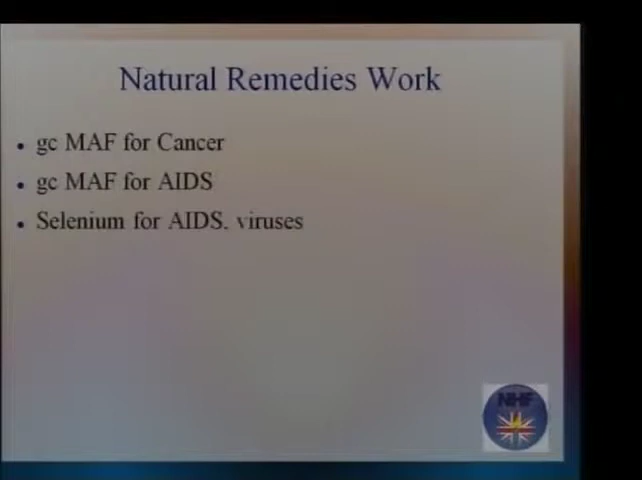 Natural Remedies Work
• gc MAF for Cancer
• gc MAF for AIDS
• Selenium for AIDS, viruses
NHF